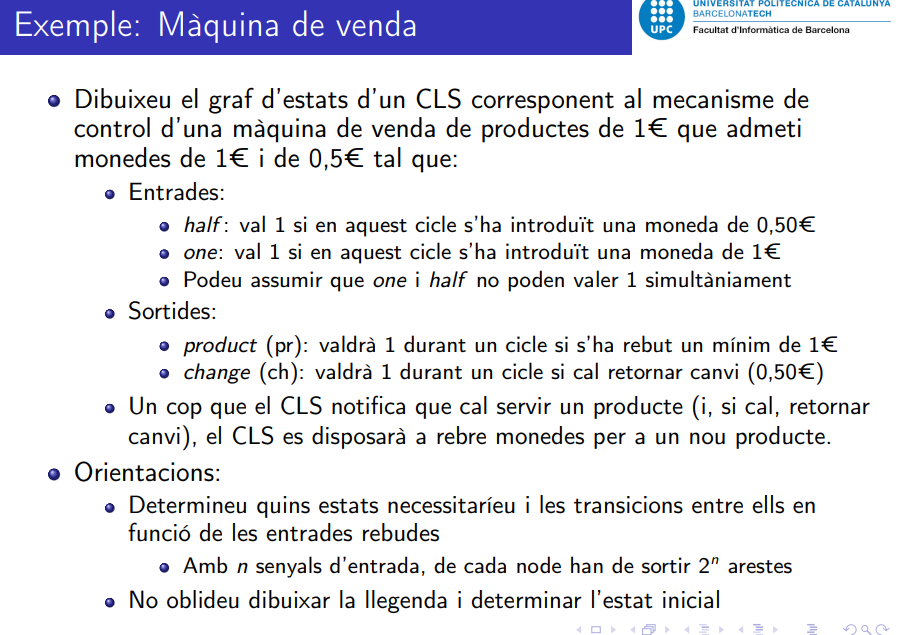 Exemple: Màquina de venda
UNIVERSITAT POLITÈCNICA DE CATALUNYA
BARCELONATECH
UPC
Facultat d'Informàtica de Barcelona
Dibuixeu el graf d'estats d'un CLS corresponent al mecanisme de
control d'una màquina de venda de productes de 1€ que admeti
monedes de 1€ i de 0,5€ tal que:
Entrades:
half: val 1 si en aquest cicle s'ha introduït una moneda de 0,50€
one: val 1 si en aquest cicle s'ha introduït una moneda de 1€
Podeu assumir que one i half no poden valer 1 simultàniament
Sortides:
product (pr): valdrà 1 durant un cicle si s'ha rebut un mínim de 1€
change (ch): valdrà 1 durant un cicle si cal retornar canvi (0,50€)
Un cop que el CLS notifica que cal servir un producte (i, si cal, retornar
canvi), el CLS es disposarà a rebre monedes per a un nou producte.
Orientacions:
Determineu quins estats necessitaríeu i les transicions entre ells en
funció de les entrades rebudes
Amb n senyals d'entrada, de cada node han de sortir 2ⁿ arestes
No oblideu dibuixar la llegenda i determinar l'estat inicial